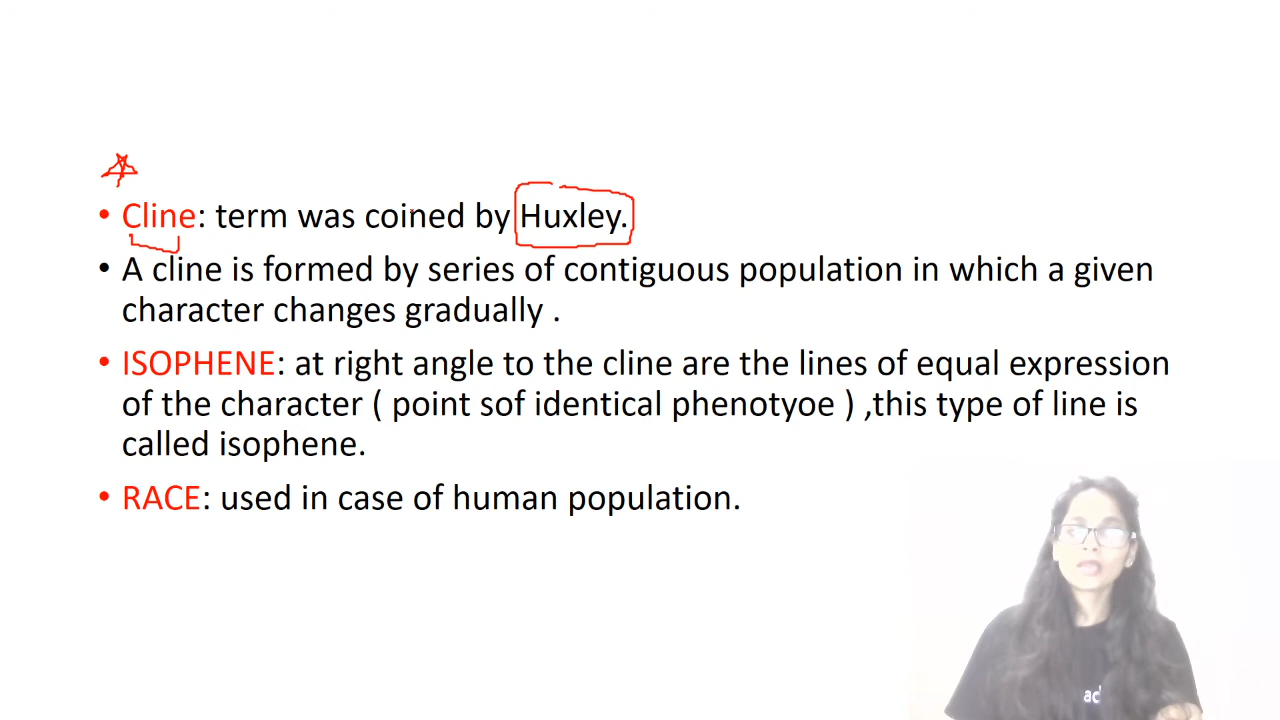 • Cline: term was coined by Huxley.
• A cline is formed by series of contiguous population in which a given
character changes gradually .
• ISOPHENE: at right angle to the cline are the lines of equal expression
of the character ( point sof identical phenotyoe ) ,this type of line is
called isophene.
• RACE: used in case of human population.